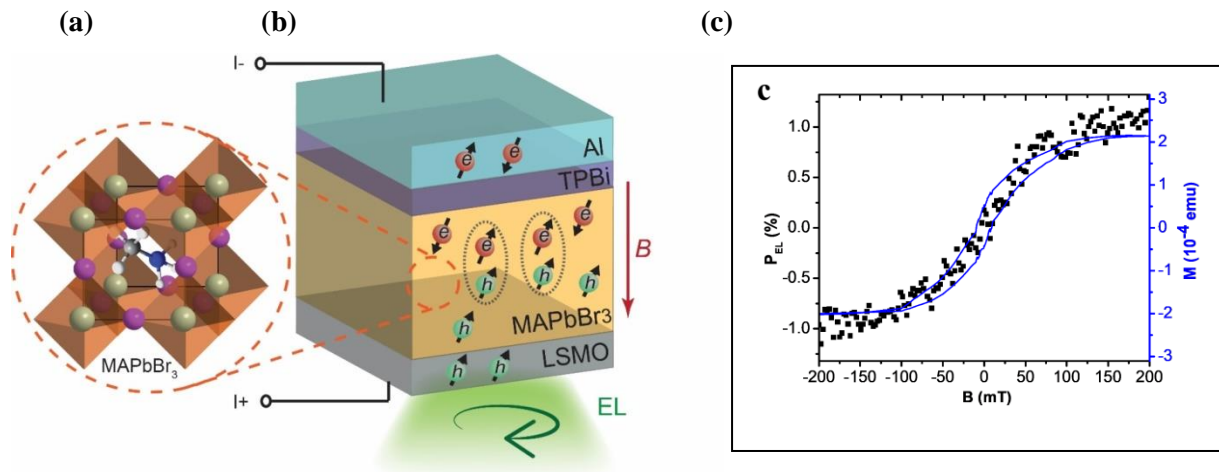 (a) (b) (c)
I-
Al
TPBi
e e
e e e e
h h h
MAPbBr3
h
LSMO
h h
B
I+
EL
MAPbBr₃
c
P_EL (%)
1.0
0.5
0.0
-0.5
-1.0
-200 -150 -100 -50 0 50 100 150 200
B (mT)
3
2
1
0
-1
-2
-3
M (10⁻⁴ emu)